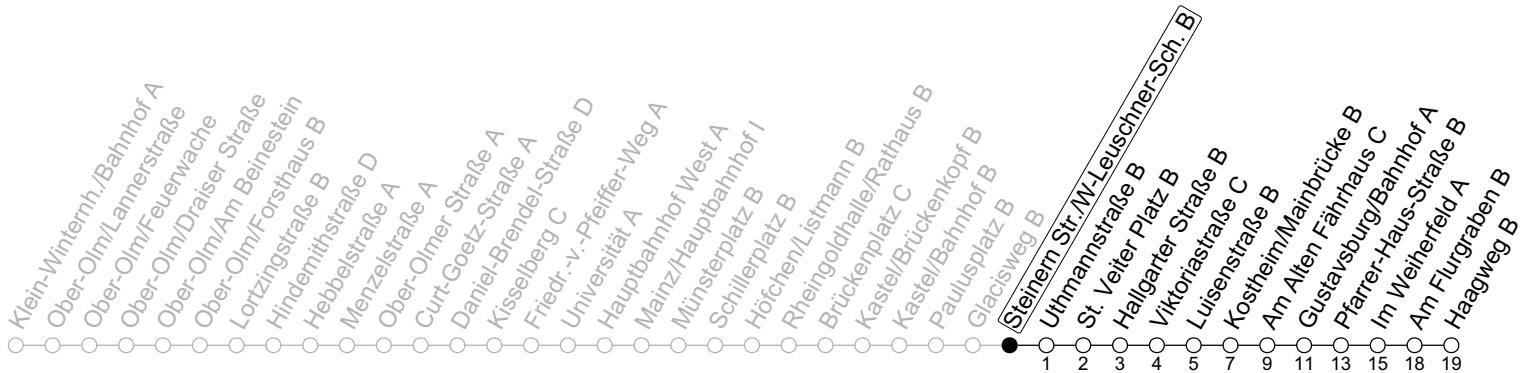 Klein-Winternh./Bahnhof A
Ober-Olm/Lannerstraße
Ober-Olm/Feuerwache
Ober-Olm/Draiser Straße
Ober-Olm/Am Beinestein
Ober-Olm/Forsthaus B
Lortzingstraße B
Hindemithstraße D
Hebbelstraße A
Menzelstraße A
Ober-Olmer Straße A
Curt-Goetz-Straße A
Daniel-Brendel-Straße D
Kisselberg C
Friedr.-v.-Pfeiffer-Weg A
Universität A
Hauptbahnhof West A
Mainz/Hauptbahnhof I
Münsterplatz B
Schillerplatz B
Höfchen/Listmann B
Rheingoldhalle/Rathaus B
Brückenplatz C
Kastel/Brückenkopf B
Kastel/Bahnhof B
Paulusplatz B
Glacisweg B
Steinern Str./W-Leuschner-Sch. B
Uthmannstraße B
St. Veiter Platz B
Hallgarter Straße B
Viktoriastraße C
Luisenstraße B
Kostheim/Mainbrücke B
Am Alten Fährhaus C
Gustavsburg/Bahnhof A
Pfarrer-Haus-Straße B
Im Weiherfeld A
Am Flurgraben B
Haagweg B
1 2 3 4 5 7 9 11 13 15 18 19